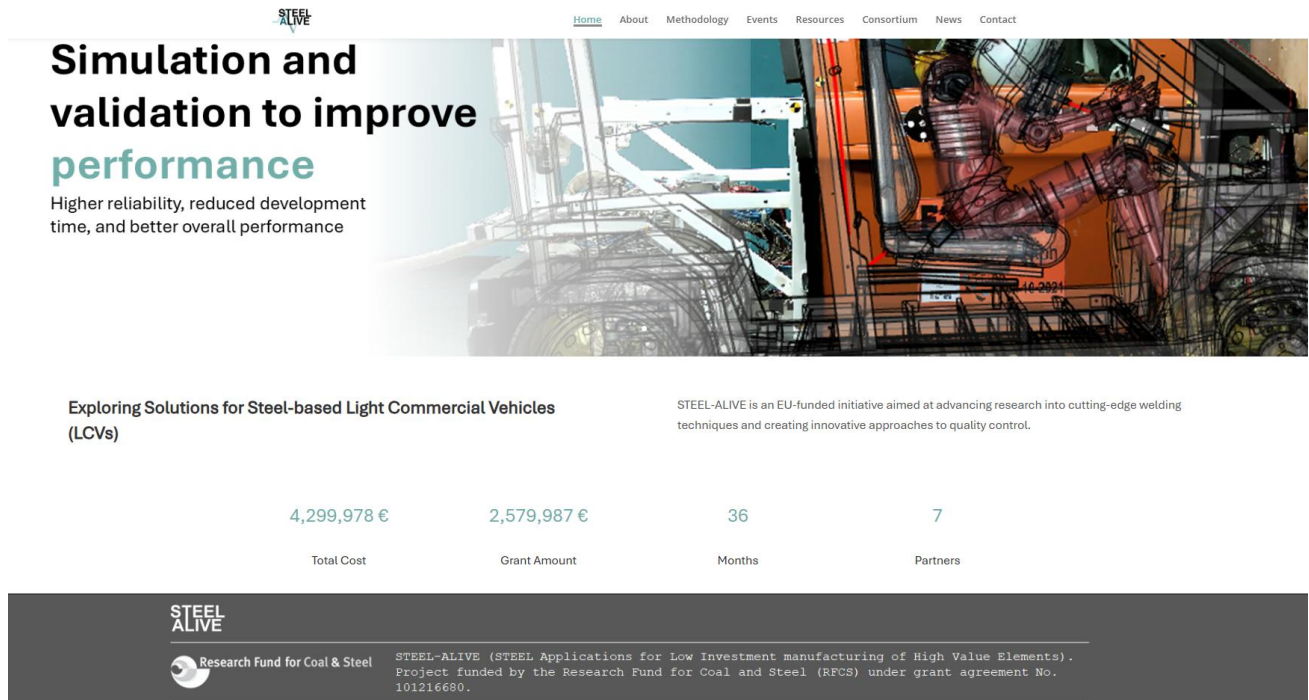 STEEL
ALIVE
Home About Methodology Events Resources Consortium News Contact
Simulation and
validation to improve
performance
Higher reliability, reduced development
time, and better overall performance
Exploring Solutions for Steel-based Light Commercial Vehicles
(LCVs)
STEEL-ALIVE is an EU-funded initiative aimed at advancing research into cutting-edge welding
techniques and creating innovative approaches to quality control.
4,299,978 € 2,579,987 € 36 7
Total Cost Grant Amount Months Partners
STEEL
ALIVE
Research Fund for Coal & Steel
STEEL-ALIVE (STEEL Applications for Low Investment manufacturing of High Value Elements).
Project funded by the Research Fund for Coal and Steel (RFCS) under grant agreement No.
101216680.